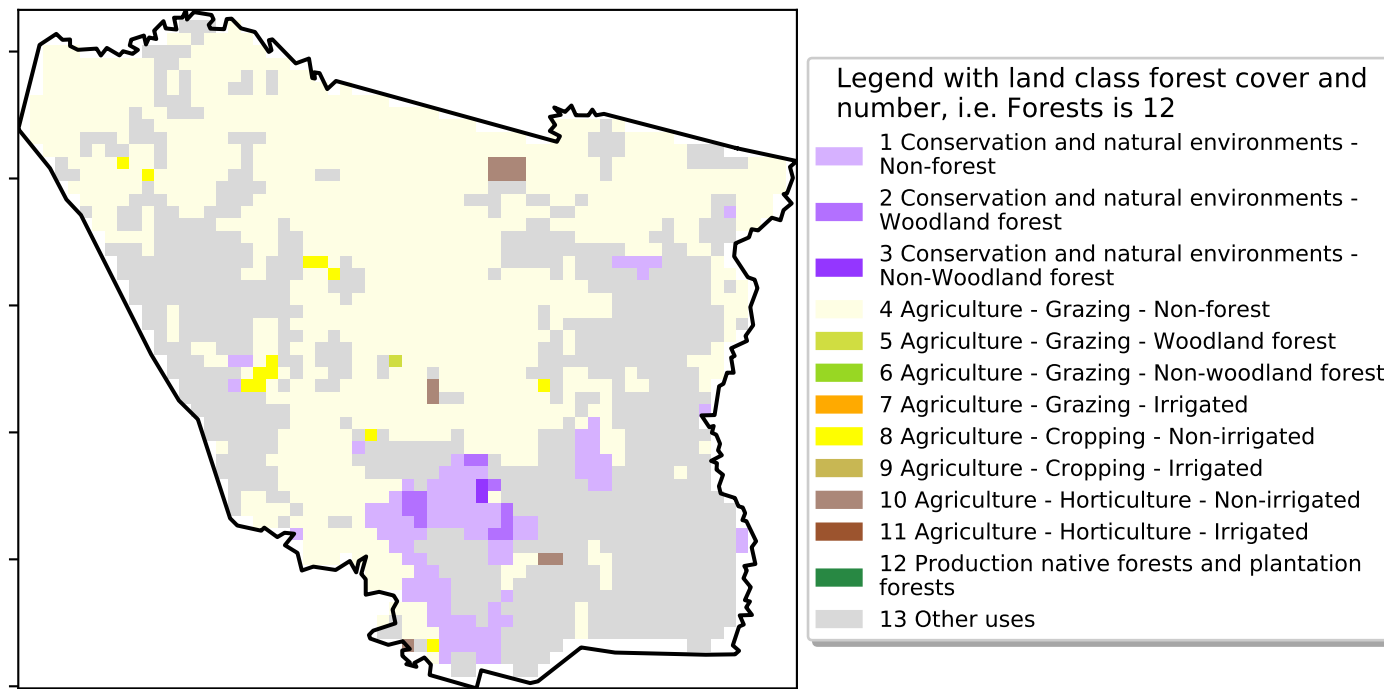 Legend with land class forest cover and
number, i.e. Forests is 12
1 Conservation and natural environments -
Non-forest
2 Conservation and natural environments -
Woodland forest
3 Conservation and natural environments -
Non-Woodland forest
4 Agriculture - Grazing - Non-forest
5 Agriculture - Grazing - Woodland forest
6 Agriculture - Grazing - Non-woodland forest
7 Agriculture - Grazing - Irrigated
8 Agriculture - Cropping - Non-irrigated
9 Agriculture - Cropping - Irrigated
10 Agriculture - Horticulture - Non-irrigated
11 Agriculture - Horticulture - Irrigated
12 Production native forests and plantation
forests
13 Other uses